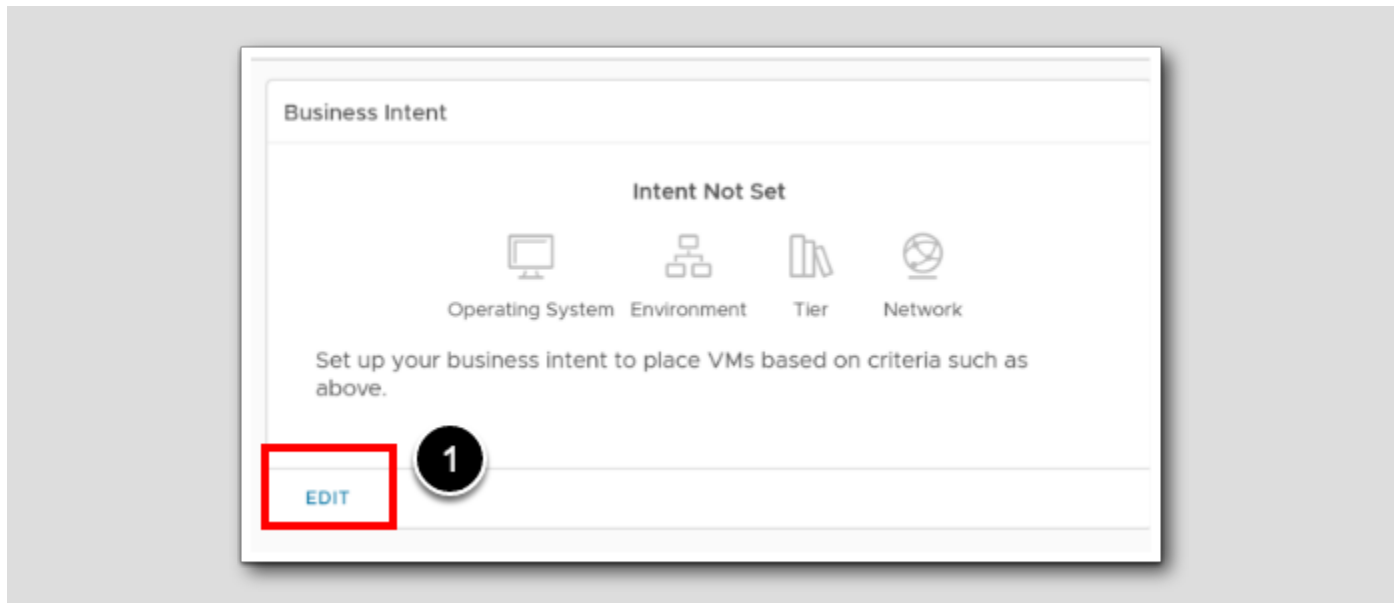 Business Intent
Intent Not Set
Operating System Environment Tier Network
Set up your business intent to place VMs based on criteria such as
above.
1
EDIT